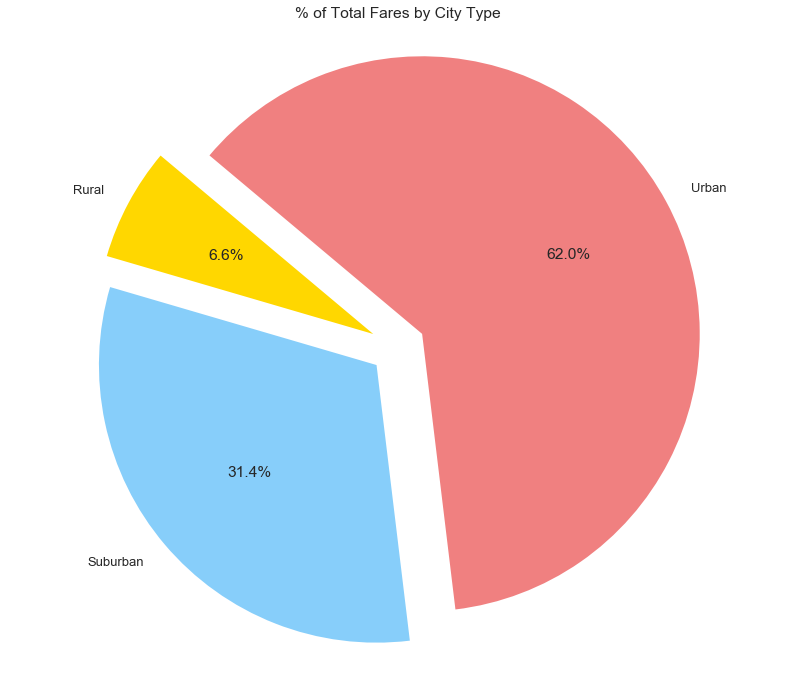 % of Total Fares by City Type
Urban
Rural
62.0%
6.6%
31.4%
Suburban